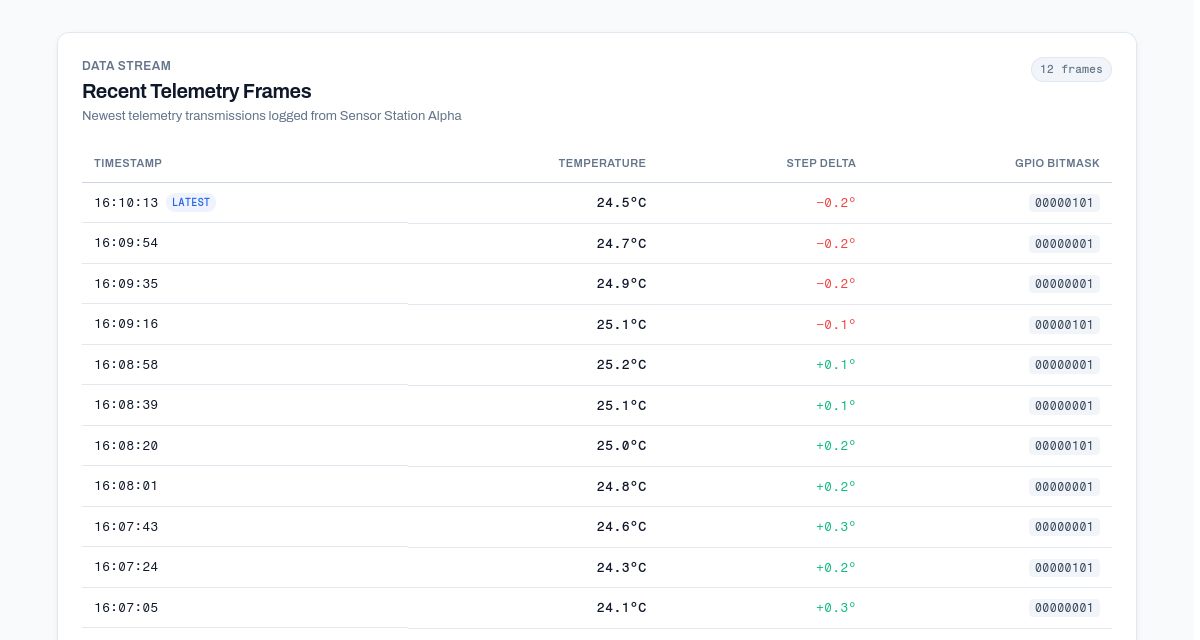 DATA STREAM
Recent Telemetry Frames
12 frames
Newest telemetry transmissions logged from Sensor Station Alpha
TIMESTAMP TEMPERATURE STEP DELTA GPIO BITMASK
16:10:13 LATEST 24.5°C −0.2° 00000101
16:09:54 24.7°C −0.2° 00000001
16:09:35 24.9°C −0.2° 00000001
16:09:16 25.1°C −0.1° 00000101
16:08:58 25.2°C +0.1° 00000001
16:08:39 25.1°C +0.1° 00000001
16:08:20 25.0°C +0.2° 00000101
16:08:01 24.8°C +0.2° 00000001
16:07:43 24.6°C +0.3° 00000001
16:07:24 24.3°C +0.2° 00000101
16:07:05 24.1°C +0.3° 00000001